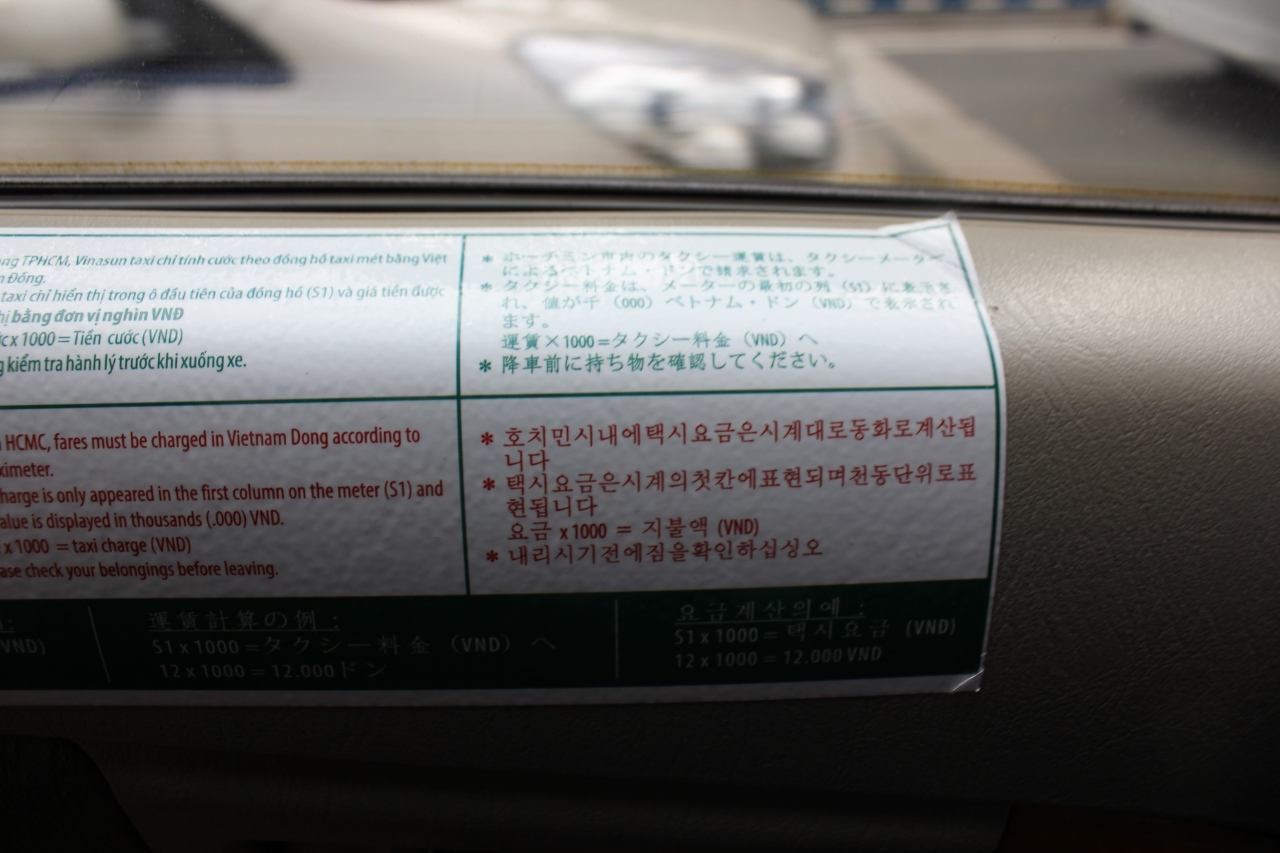 TPHCM, Vinasun taxi chỉ tính cước theo đồng hồ taxi mét bằng Việt
Đồng.
taxi chỉ hiển thị trong ô đầu tiên của đồng hồ (S1) và giá tiền được
bằng đơn vị nghìn VNĐ
x 1000 = Tiền cước (VND)
kiểm tra hành lý trước khi xuống xe.
* ホーチミン市内のタクシー運賃は、タクシーメーター
によるベトナム・ドンで請求されます。
* タクシー料金は、メーターの最初の列 (S1) に表示さ
れ、値が千 (000) ベトナム・ドン (VND) で表示され
ます。
運賃×1000=タクシー料金 (VND) へ
* 降車前に持ち物を確認してください。
HCMC, fares must be charged in Vietnam Dong according to
is only appeared in the first column on the meter (S1) and
is displayed in thousands (.000) VND.
x 1000 = taxi charge (VND)
check your belongings before leaving.
* 호치민시내에택시요금은시계대로동화로계산됩
니다
* 택시요금은시계의첫칸에표현되며천동단위로표
현됩니다
요금 x 1000 = 지불액 (VND)
* 내리시기전에짐을확인하십싱오
VND)
運賃計算の例 :
S1 x 1000 =タクシー料金 (VND) へ
12 x 1000 = 12.000ドン
요금계산의예 :
S1 x 1000 = 택시요금 (VND)
12 x 1000 = 12.000 VND